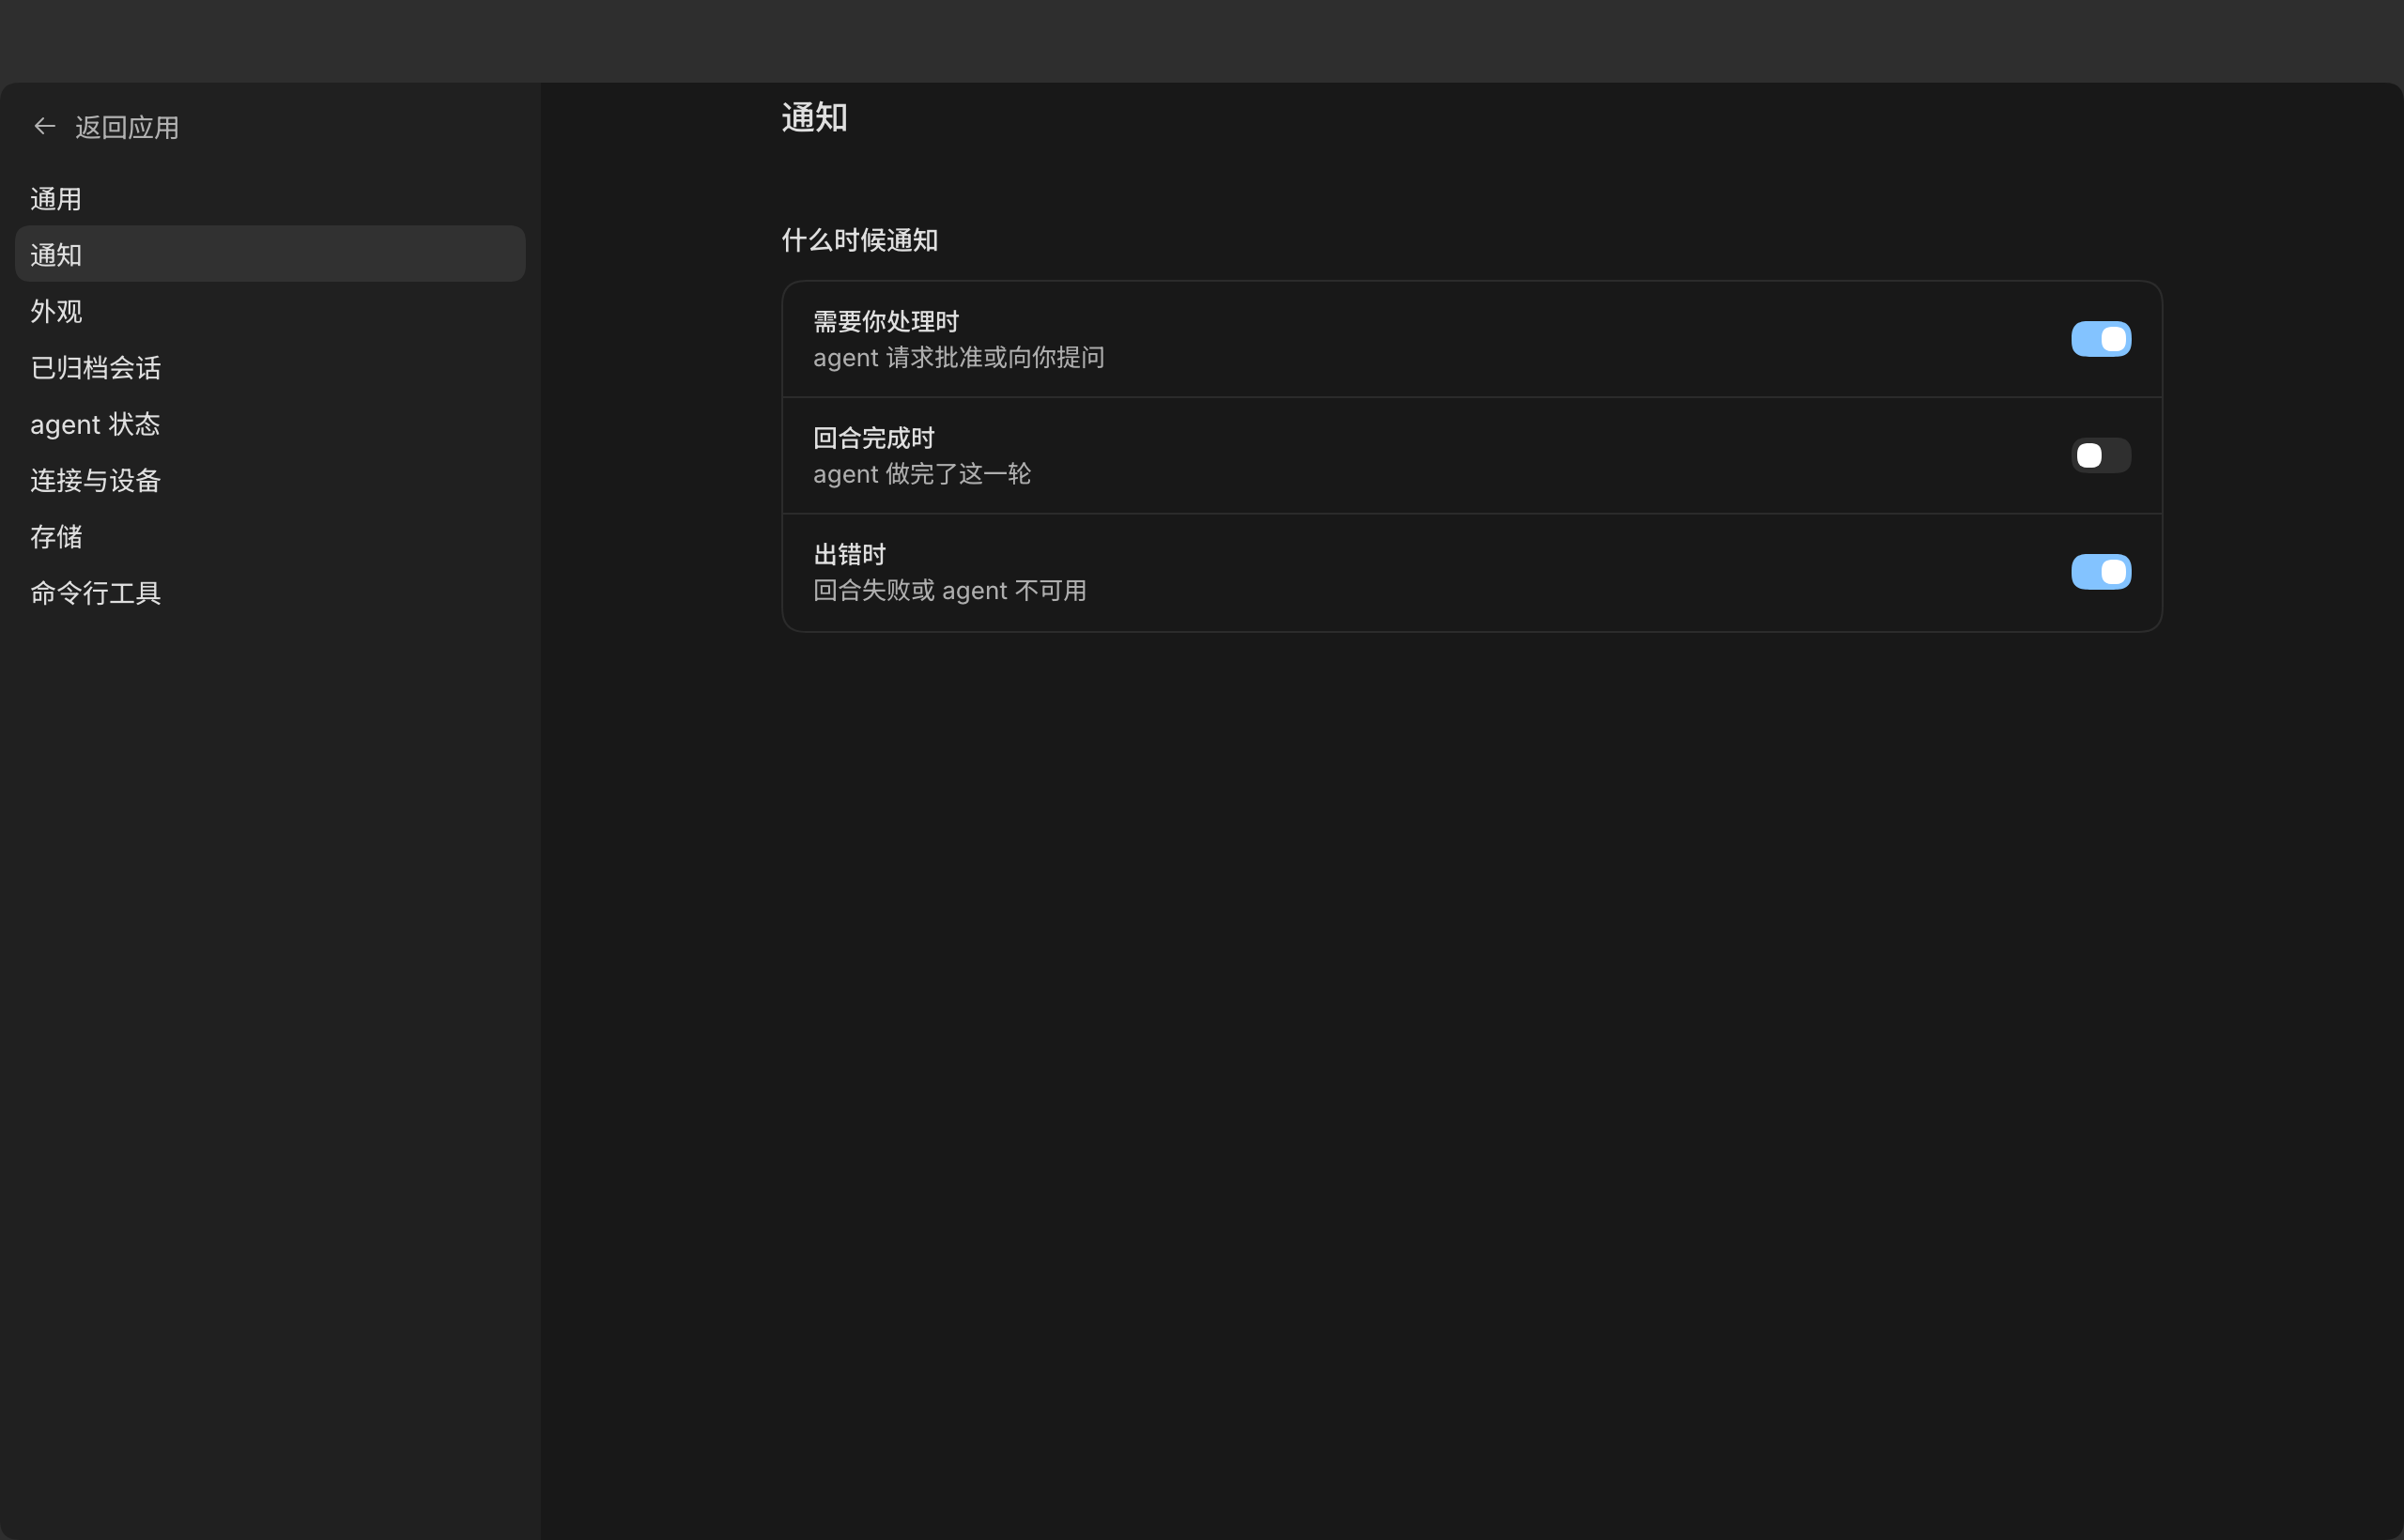 返回应用
通用
通知
外观
已归档会话
agent 状态
连接与设备
存储
命令行工具
通知
什么时候通知
需要你处理时
agent 请求批准或向你提问
回合完成时
agent 做完了这一轮
出错时
回合失败或 agent 不可用